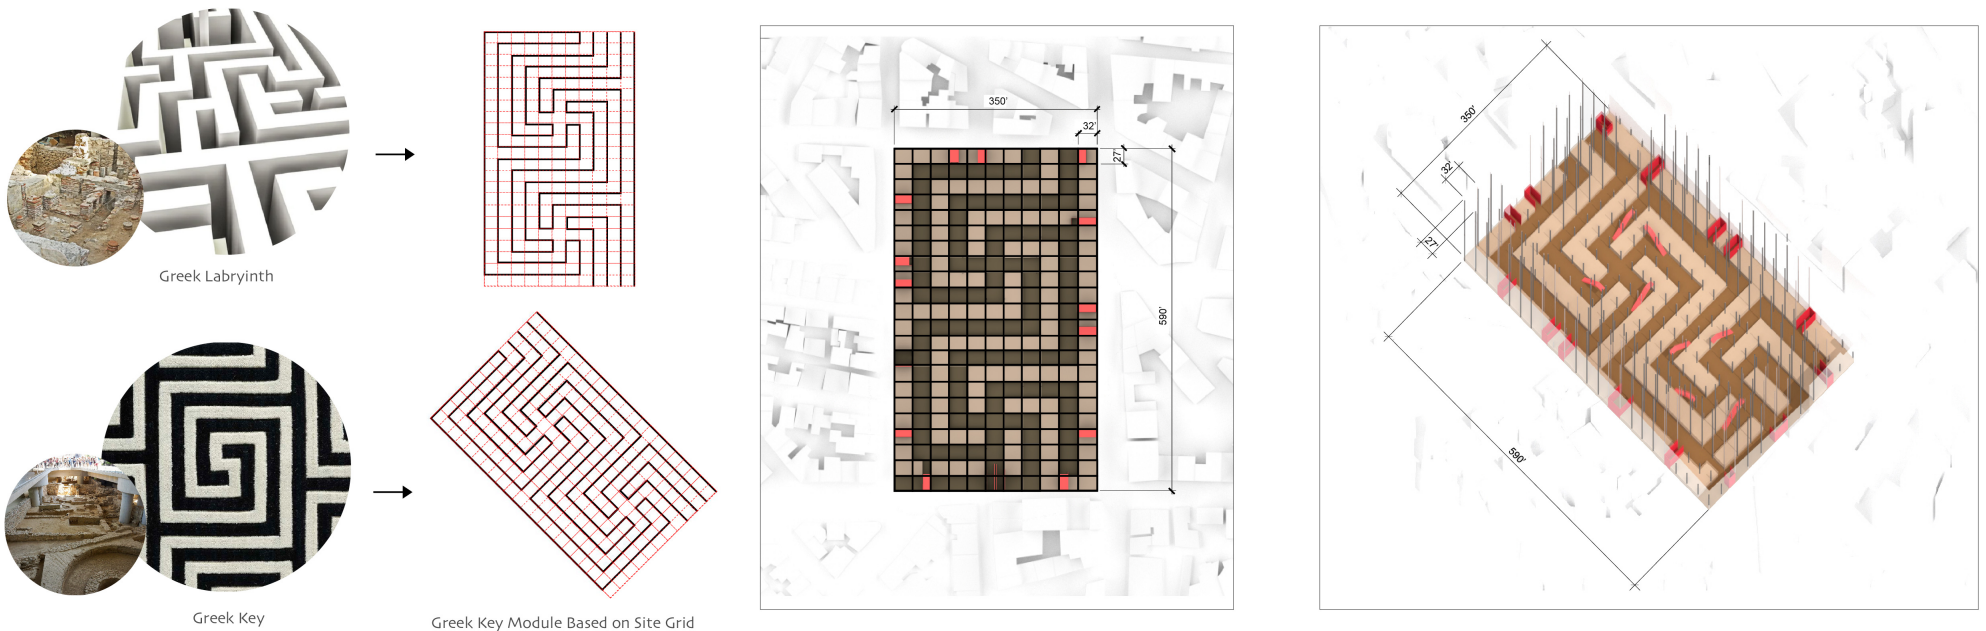 Greek Labryinth
Greek Key
Greek Key Module Based on Site Grid
350'
32'
27'
590'
350'
32'
27'
590'